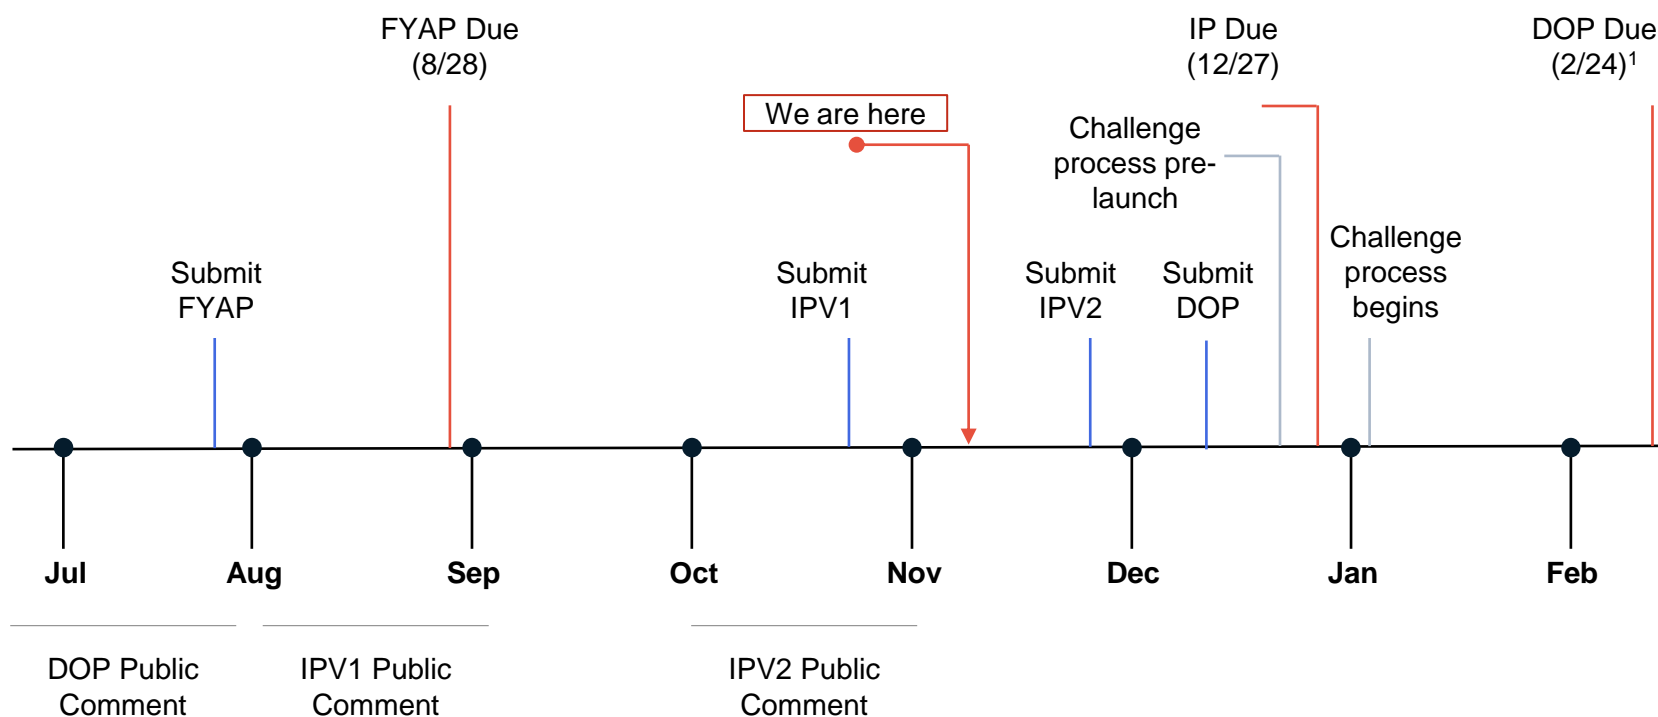 FYAP Due
(8/28)
IP Due
(12/27)
DOP Due
(2/24)¹
We are here
Challenge
process pre-
launch
Challenge
process
begins
Submit
FYAP
Submit
IPV1
Submit
IPV2
Submit
DOP
Jul
Aug
Sep
Oct
Nov
Dec
Jan
Feb
DOP Public
Comment
IPV1 Public
Comment
IPV2 Public
Comment